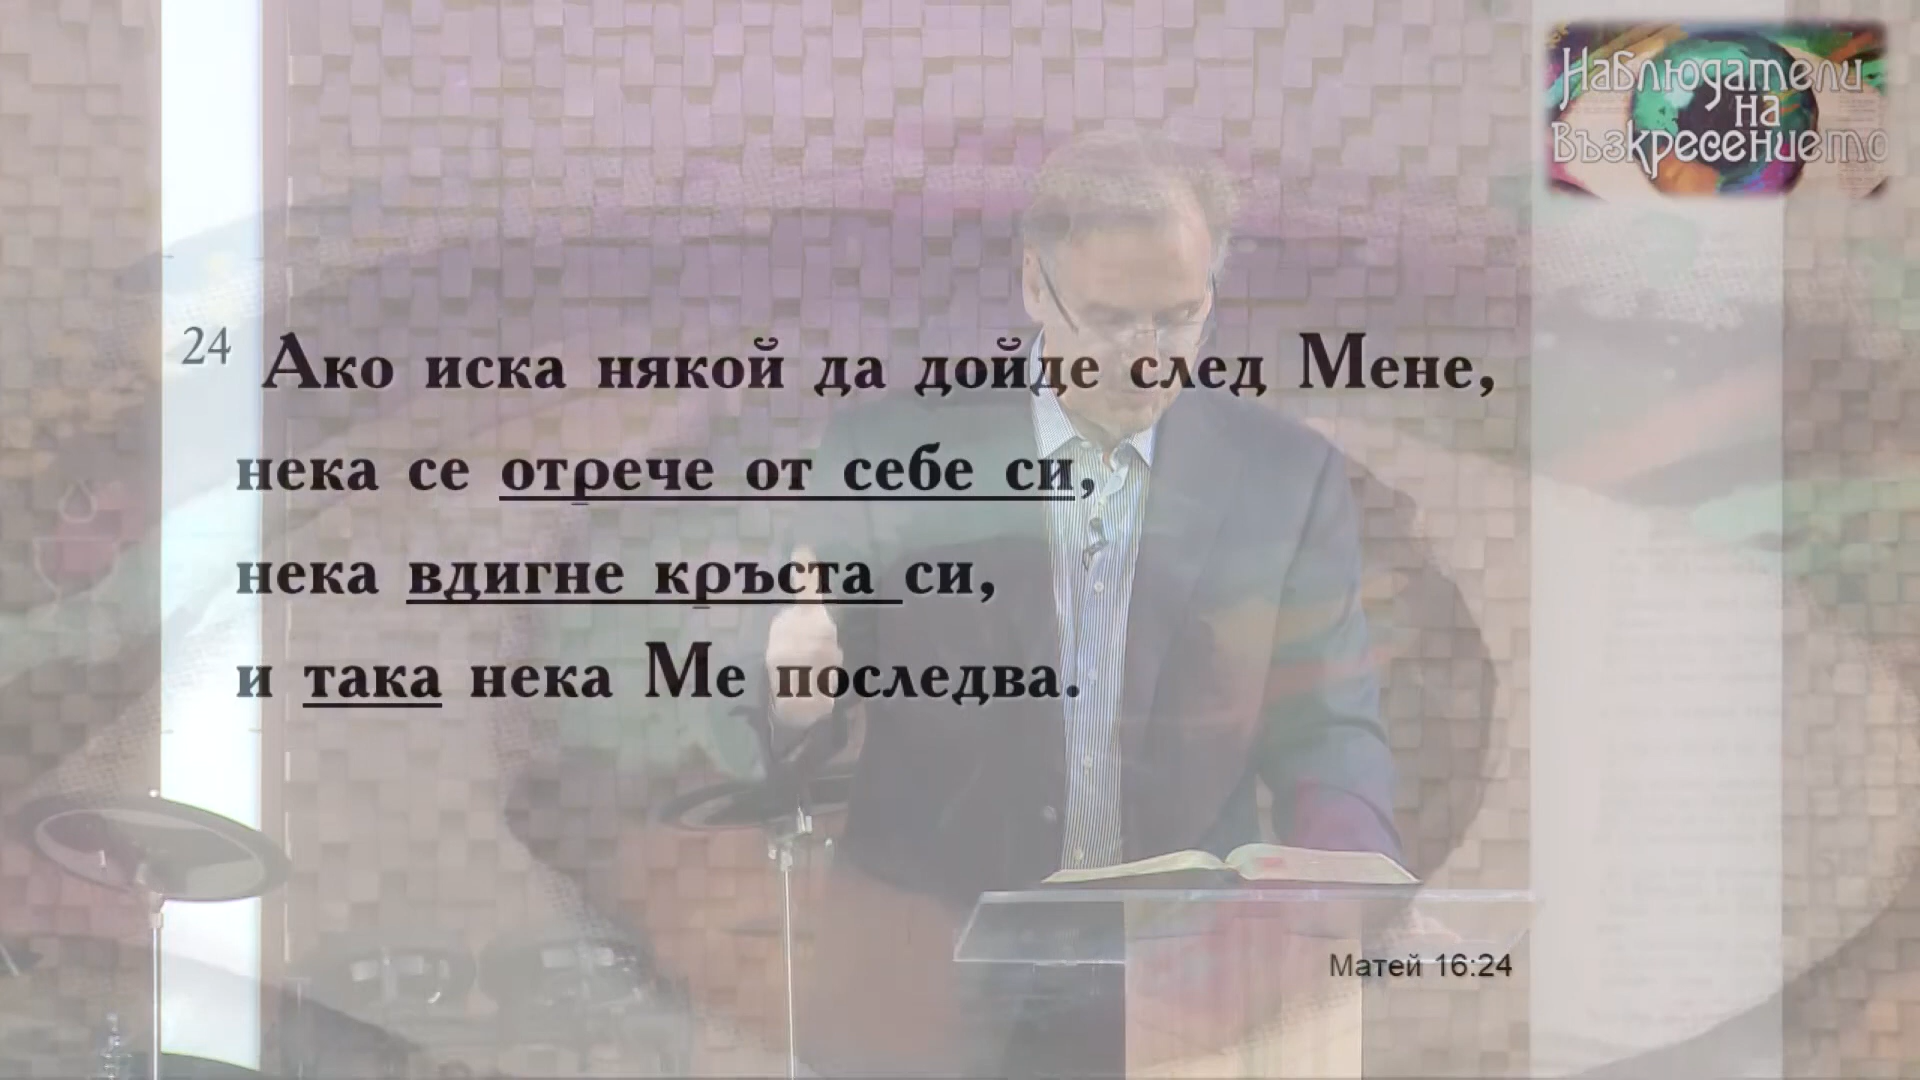 Наблюдатели
на
Възкресението
24 Ако иска някой да дойде след Мене,
нека се отрече от себе си,
нека вдигне кръста си,
и така нека Ме последва.
Матей 16:24